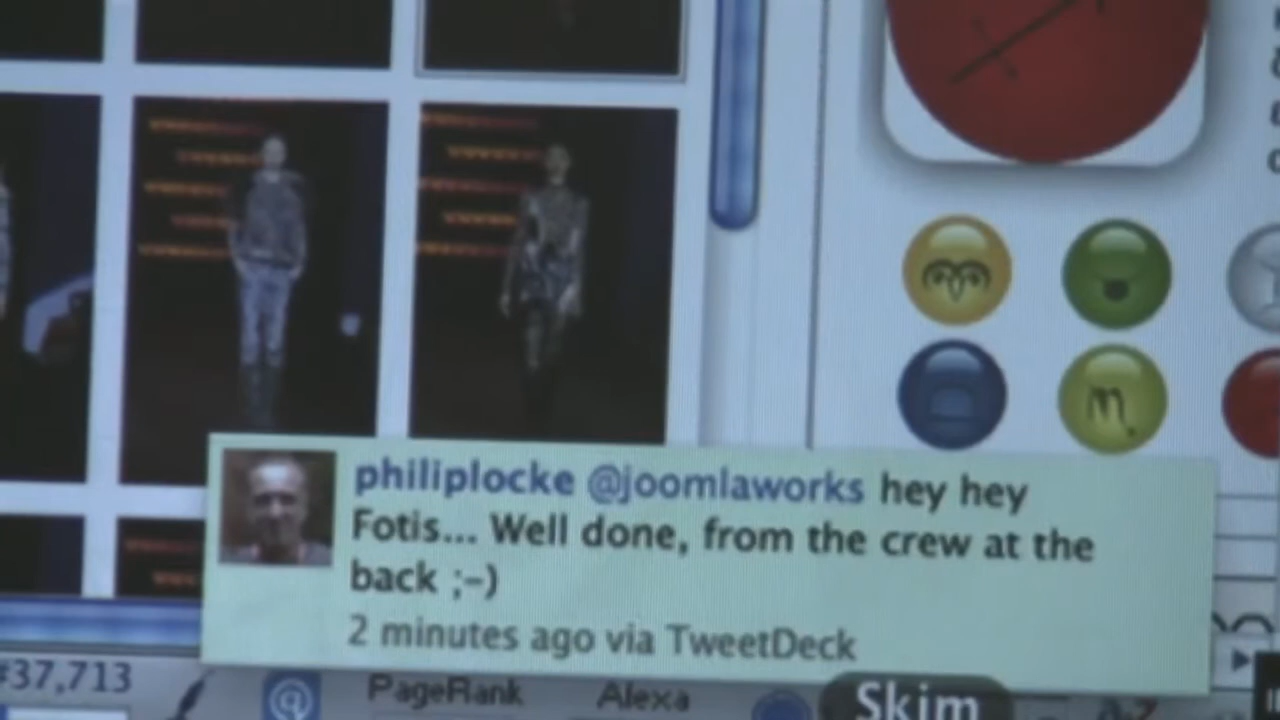 philiplocke @joomlaworks hey hey
Fotis... Well done, from the crew at the
back ;-)
2 minutes ago via TweetDeck
#37,713
PageRank
Alexa
Skim